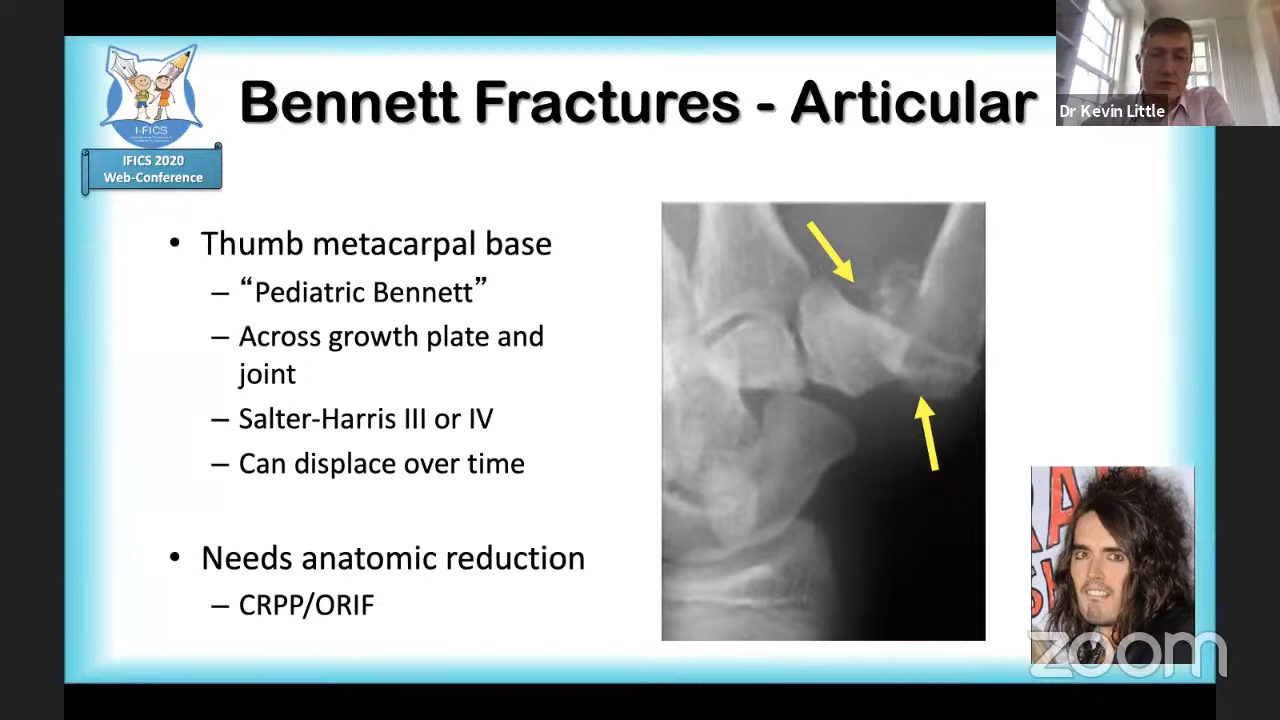 Bennett Fractures - Articular
Dr Kevin Little
I-FICS
IFICS 2020
Web-Conference
• Thumb metacarpal base
– “Pediatric Bennett”
– Across growth plate and
joint
– Salter-Harris III or IV
– Can displace over time
• Needs anatomic reduction
– CRPP/ORIF
zoom